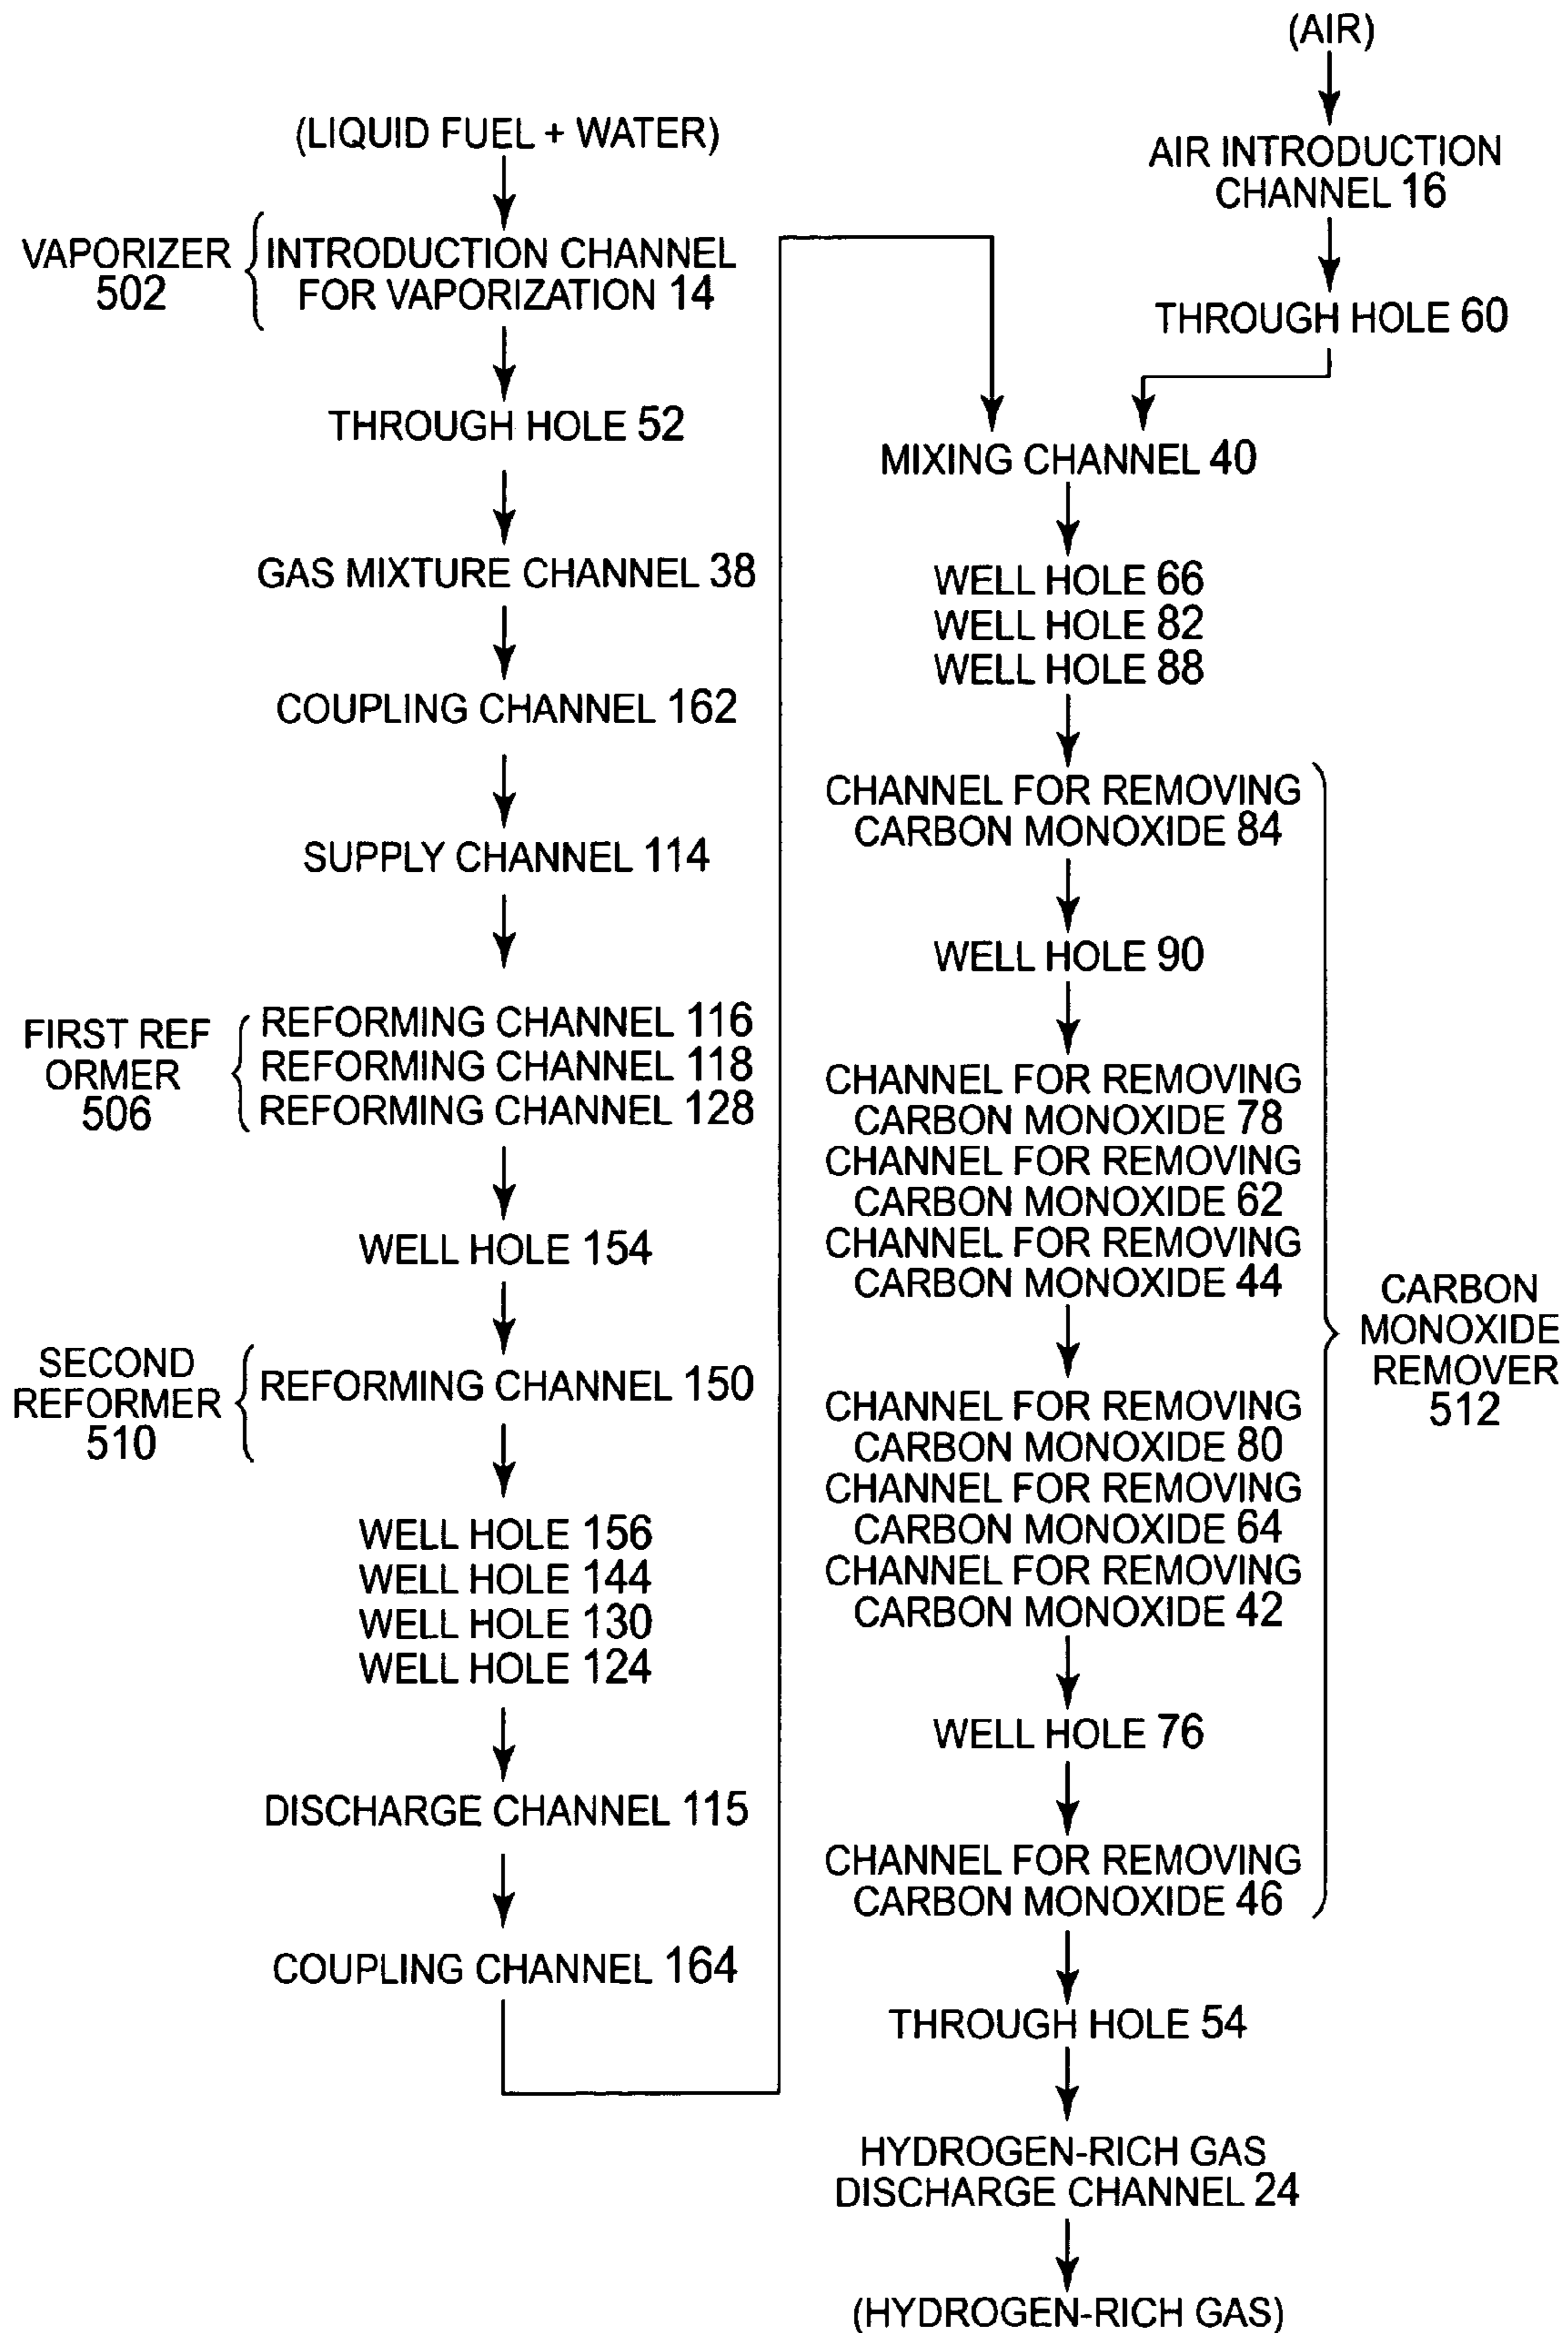 (LIQUID FUEL + WATER)
VAPORIZER
502
INTRODUCTION CHANNEL
FOR VAPORIZATION 14
THROUGH HOLE 52
GAS MIXTURE CHANNEL 38
COUPLING CHANNEL 162
SUPPLY CHANNEL 114
FIRST REF
ORMER
506
REFORMING CHANNEL 116
REFORMING CHANNEL 118
REFORMING CHANNEL 128
WELL HOLE 154
SECOND
REFORMER
510
REFORMING CHANNEL 150
WELL HOLE 156
WELL HOLE 144
WELL HOLE 130
WELL HOLE 124
DISCHARGE CHANNEL 115
COUPLING CHANNEL 164
(AIR)
AIR INTRODUCTION
CHANNEL 16
THROUGH HOLE 60
MIXING CHANNEL 40
WELL HOLE 66
WELL HOLE 82
WELL HOLE 88
CHANNEL FOR REMOVING
CARBON MONOXIDE 84
WELL HOLE 90
CHANNEL FOR REMOVING
CARBON MONOXIDE 78
CHANNEL FOR REMOVING
CARBON MONOXIDE 62
CHANNEL FOR REMOVING
CARBON MONOXIDE 44
CHANNEL FOR REMOVING
CARBON MONOXIDE 80
CHANNEL FOR REMOVING
CARBON MONOXIDE 64
CHANNEL FOR REMOVING
CARBON MONOXIDE 42
WELL HOLE 76
CHANNEL FOR REMOVING
CARBON MONOXIDE 46
CARBON
MONOXIDE
REMOVER
512
THROUGH HOLE 54
HYDROGEN-RICH GAS
DISCHARGE CHANNEL 24
(HYDROGEN-RICH GAS)